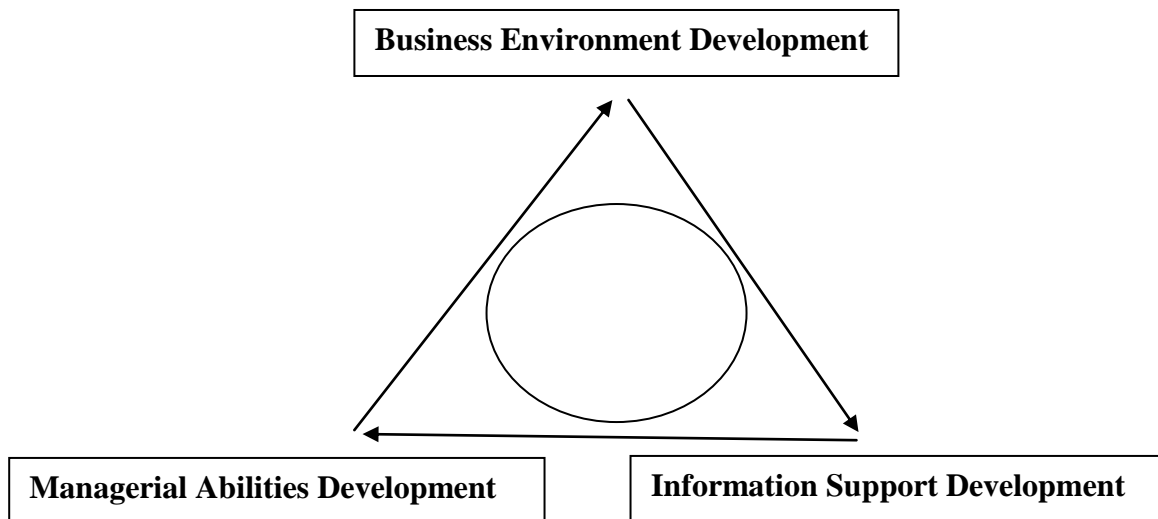 Business Environment Development
Managerial Abilities Development
Information Support Development